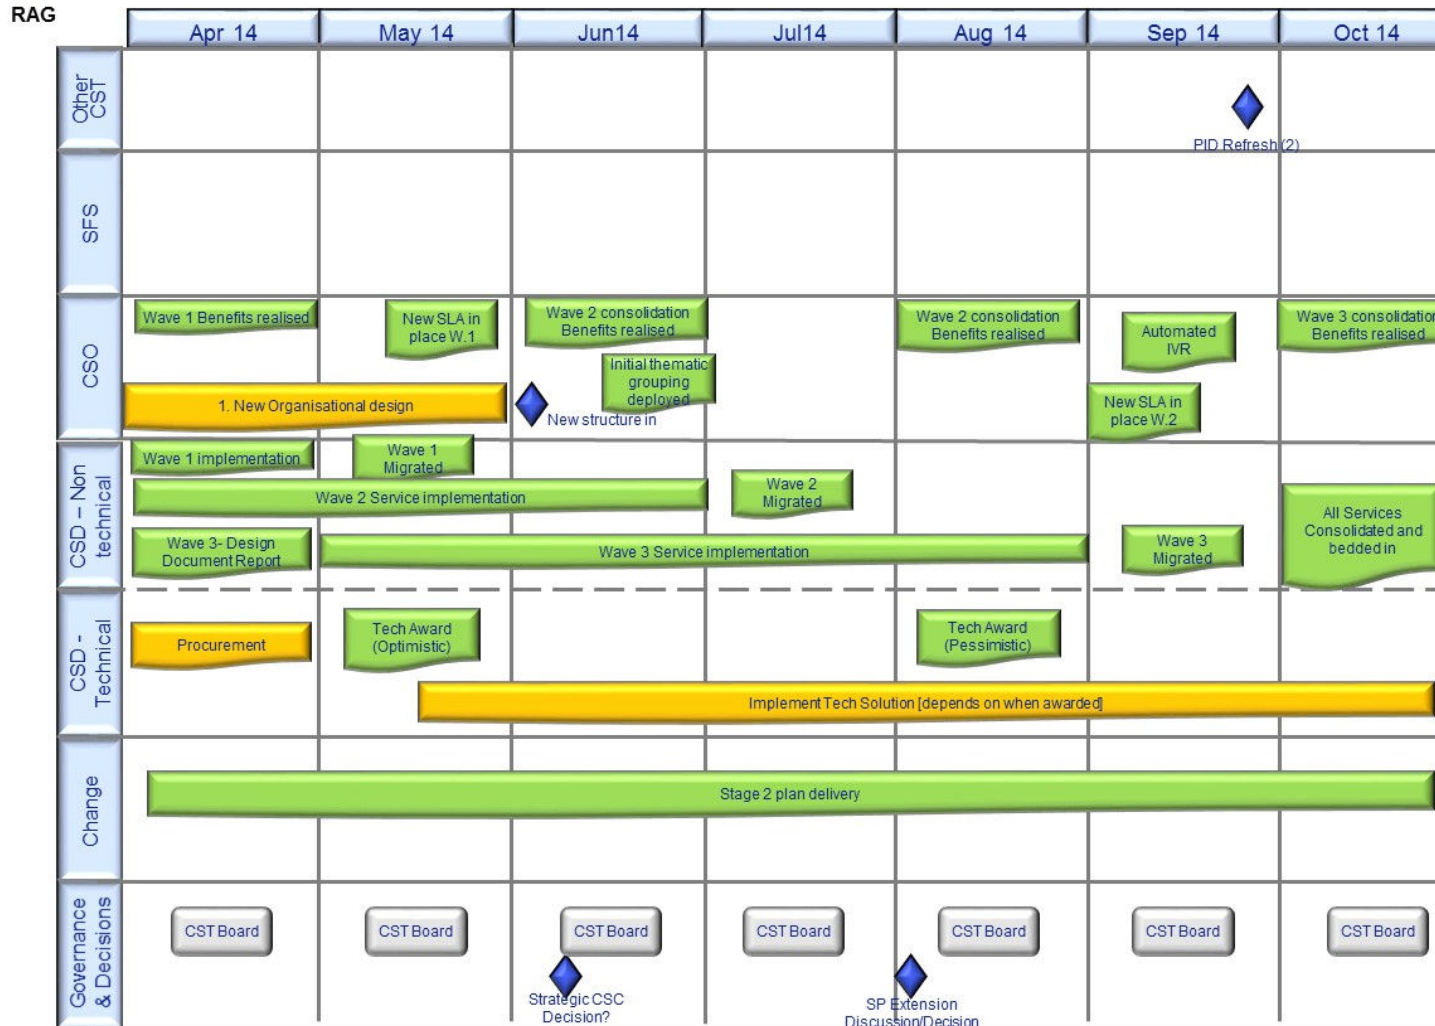 RAG
Apr 14
May 14
Jun14
Jul14
Aug 14
Sep 14
Oct 14
Other
CST
PID Refresh (2)
SFS
CSO
Wave 1 Benefits realised
New SLA in
place W.1
Wave 2 consolidation
Benefits realised
Wave 2 consolidation
Benefits realised
Automated
IVR
Wave 3 consolidation
Benefits realised
Initial thematic
grouping
deployed
1. New Organisational design
New structure in
New SLA in
place W.2
CSD – Non
technical
Wave 1 implementation
Wave 1
Migrated
Wave 2 Service implementation
Wave 2
Migrated
All Services
Consolidated and
bedded in
Wave 3- Design
Document Report
Wave 3 Service implementation
Wave 3
Migrated
CSD -
Technical
Procurement
Tech Award
(Optimistic)
Tech Award
(Pessimistic)
Implement Tech Solution [depends on when awarded]
Change
Stage 2 plan delivery
Governance
& Decisions
CST Board
CST Board
CST Board
CST Board
CST Board
CST Board
CST Board
Strategic CSC
Decision?
SP Extension
Discussion/Decision